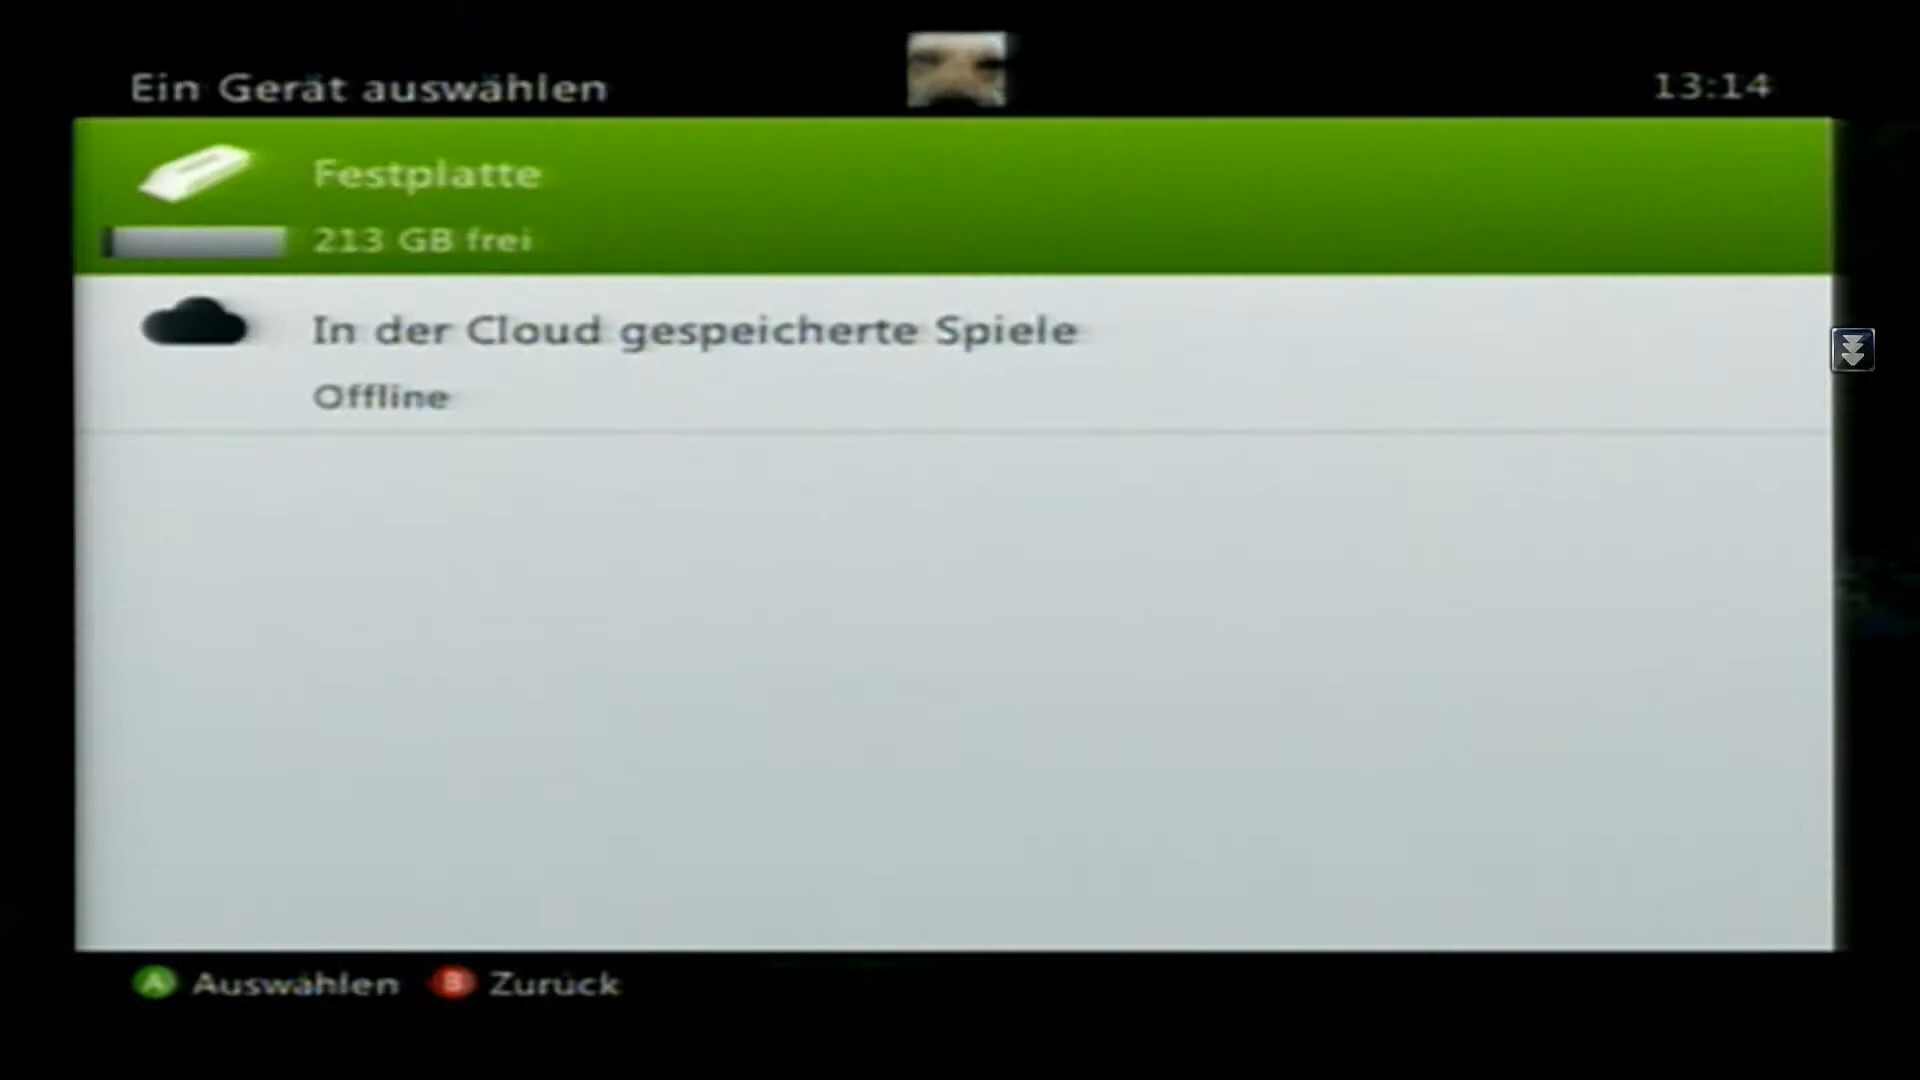 Ein Gerät auswählen
13:14
Festplatte
213 GB frei
In der Cloud gespeicherte Spiele
Offline
A Auswählen B Zurück